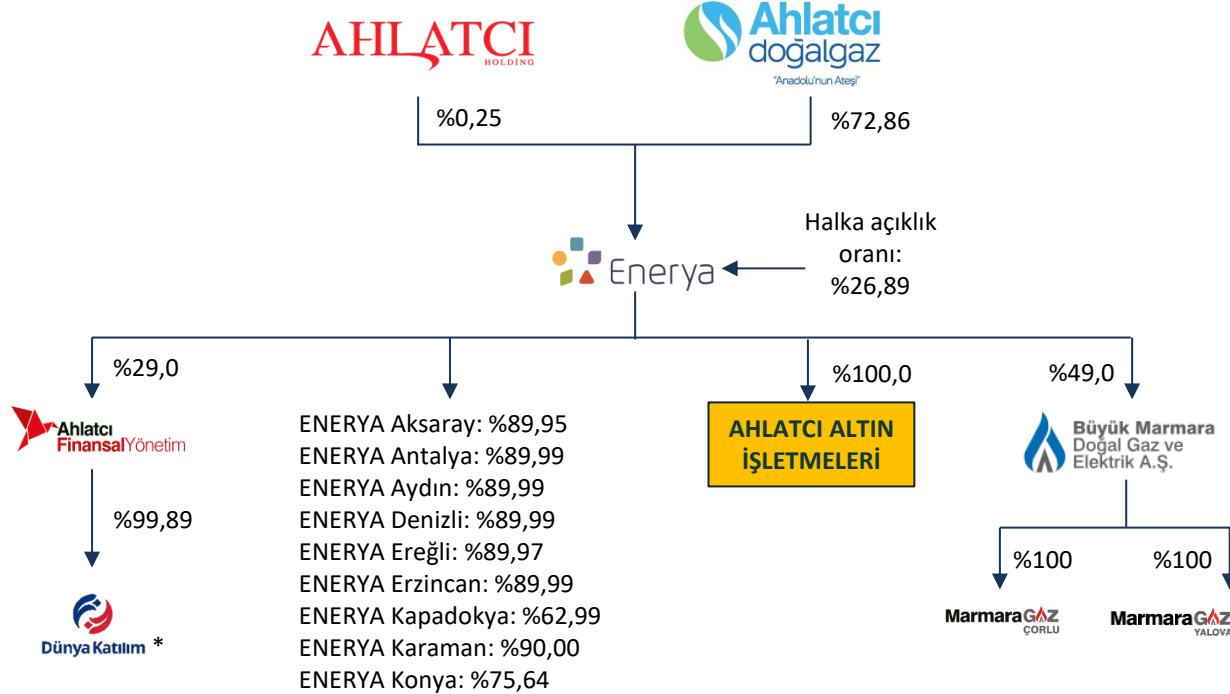 AHLATCI
HOLDİNG
Ahlatcı
doğalgaz
"Anadolu'nun Ateşi"
%0,25
%72,86
Halka açıklık
oranı:
%26,89
Enerya
%29,0
%100,0
%49,0
Ahlatcı
FinansalYönetim
%99,89
Dünya Katılım *
ENERYA Aksaray: %89,95
ENERYA Antalya: %89,99
ENERYA Aydın: %89,99
ENERYA Denizli: %89,99
ENERYA Ereğli: %89,97
ENERYA Erzincan: %89,99
ENERYA Kapadokya: %62,99
ENERYA Karaman: %90,00
ENERYA Konya: %75,64
AHLATCI ALTIN
İŞLETMELERİ
Büyük Marmara
Doğal Gaz ve
Elektrik A.Ş.
%100
%100
MarmaraGAZ
ÇORLU
MarmaraGAZ
YALOVA